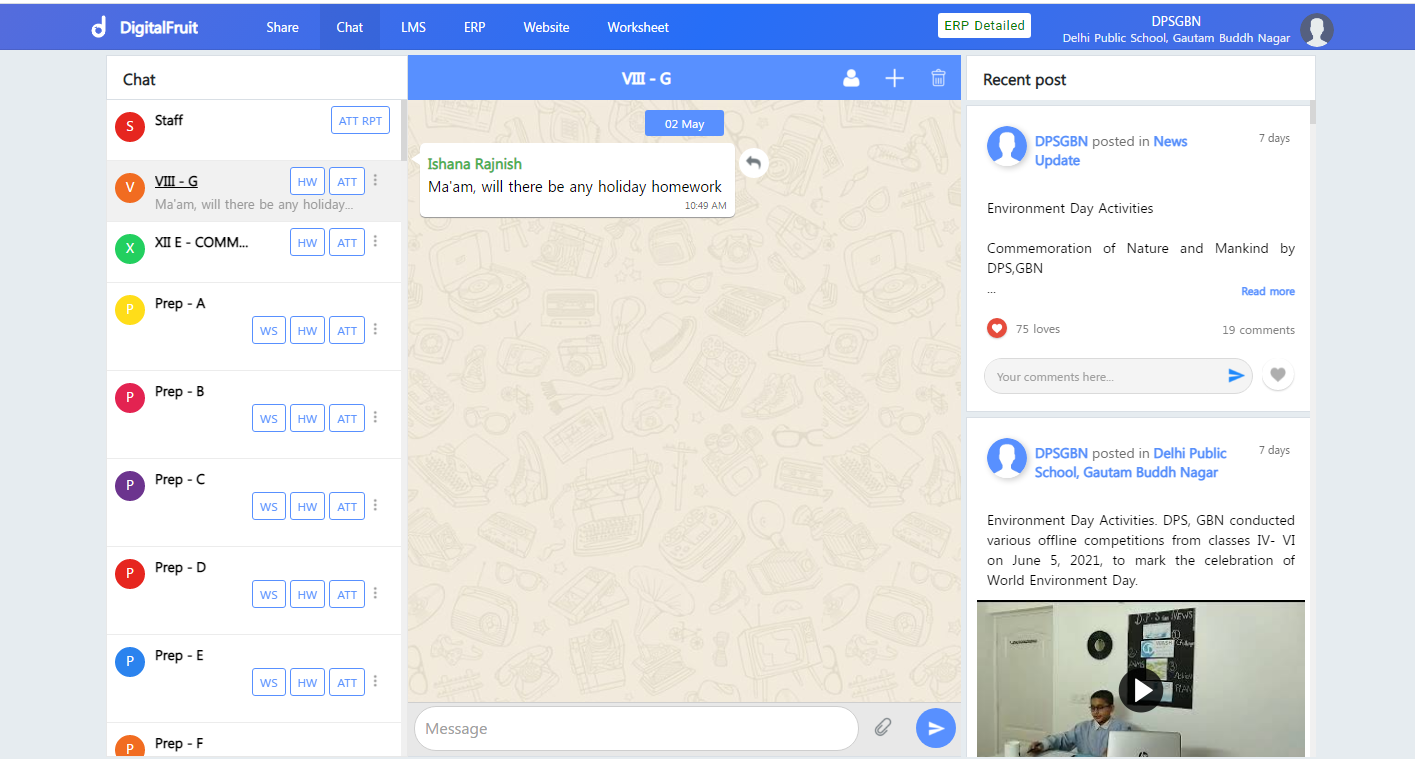 DigitalFruit
Share
Chat
LMS
ERP
Website
Worksheet
ERP Detailed
DPSGBN
Delhi Public School, Gautam Buddh Nagar
Chat
S
Staff
ATT RPT
V
VIII - G
HW
ATT
Ma'am, will there be any holiday...
X
XII E - COMM...
HW
ATT
P
Prep - A
WS
HW
ATT
P
Prep - B
WS
HW
ATT
P
Prep - C
WS
HW
ATT
P
Prep - D
WS
HW
ATT
P
Prep - E
WS
HW
ATT
P
Prep - F
VIII - G
02 May
Ishana Rajnish
Ma'am, will there be any holiday homework
10:49 AM
Message
Recent post
DPSGBN posted in News
Update
7 days
Environment Day Activities
Commemoration of Nature and Mankind by
DPS,GBN
...
Read more
75 loves
19 comments
Your comments here...
DPSGBN posted in Delhi Public
School, Gautam Buddh Nagar
7 days
Environment Day Activities. DPS, GBN conducted
various offline competitions from classes IV- VI
on June 5, 2021, to mark the celebration of
World Environment Day.
NEWS
PLAN
hp